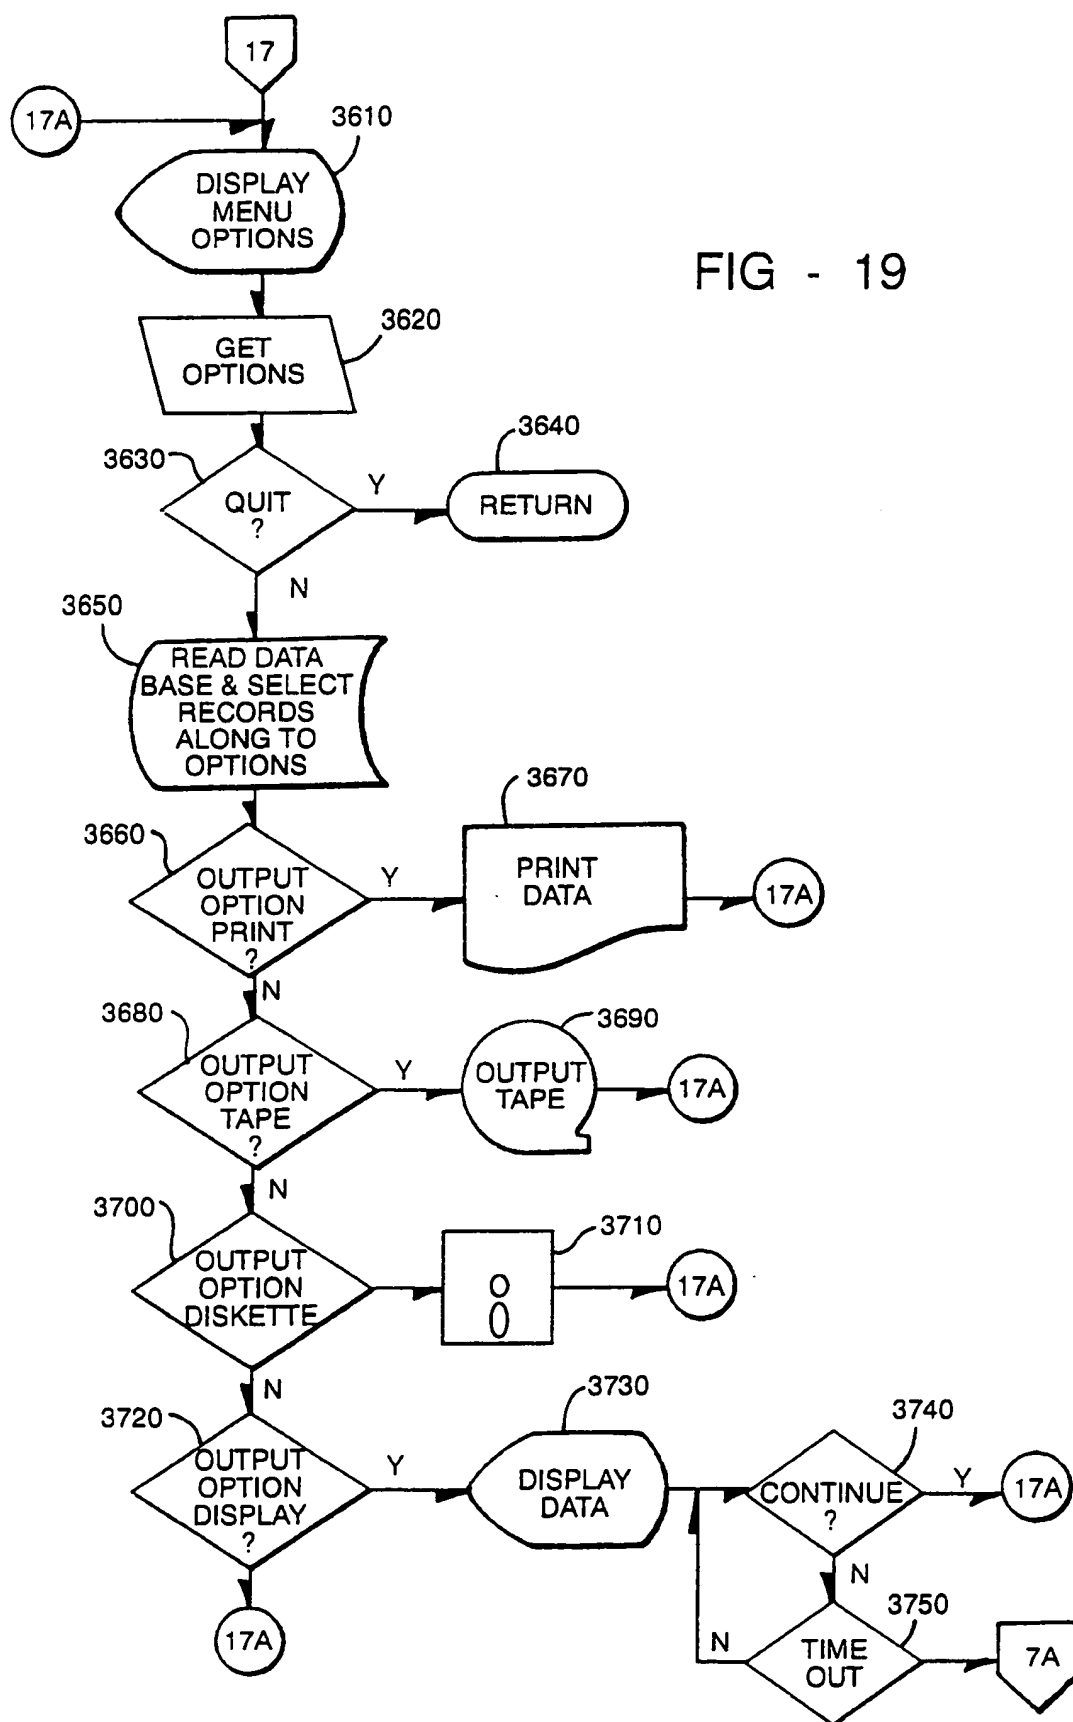 17
17A
3610
DISPLAY
MENU
OPTIONS
FIG - 19
3620
GET
OPTIONS
3630
QUIT
?
Y
3640
RETURN
N
3650
READ DATA
BASE & SELECT
RECORDS
ALONG TO
OPTIONS
3660
OUTPUT
OPTION
PRINT
?
Y
3670
PRINT
DATA
17A
N
3680
OUTPUT
OPTION
TAPE
?
Y
3690
OUTPUT
TAPE
17A
N
3700
OUTPUT
OPTION
DISKETTE
3710
17A
N
3720
OUTPUT
OPTION
DISPLAY
?
Y
3730
DISPLAY
DATA
3740
CONTINUE
?
Y
17A
N
3750
TIME
OUT
N
7A
17A